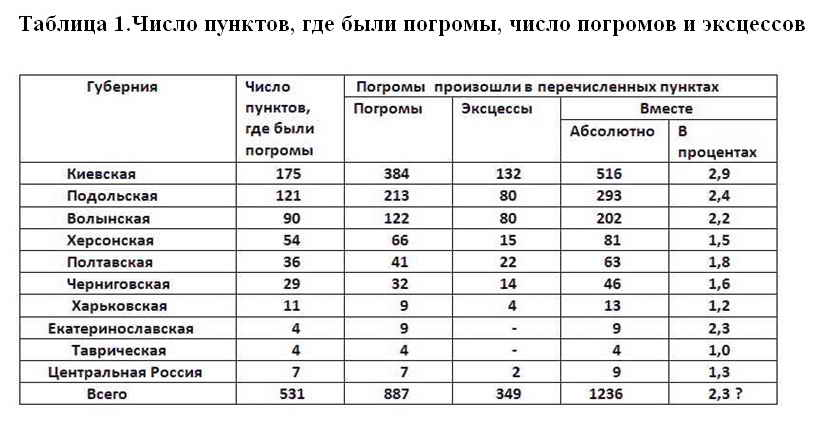 Таблица 1.Число пунктов, где были погромы, число погромов и эксцессов
Губерния Число пунктов, где были погромы Погромы произошли в перечисленных пунктах
Погромы Эксцессы Вместе
Абсолютно В процентах
Киевская 175 384 132 516 2,9
Подольская 121 213 80 293 2,4
Волынская 90 122 80 202 2,2
Херсонская 54 66 15 81 1,5
Полтавская 36 41 22 63 1,8
Черниговская 29 32 14 46 1,6
Харьковская 11 9 4 13 1,2
Екатеринославская 4 9 - 9 2,3
Таврическая 4 4 - 4 1,0
Центральная Россия 7 7 2 9 1,3
Всего 531 887 349 1236 2,3 ?